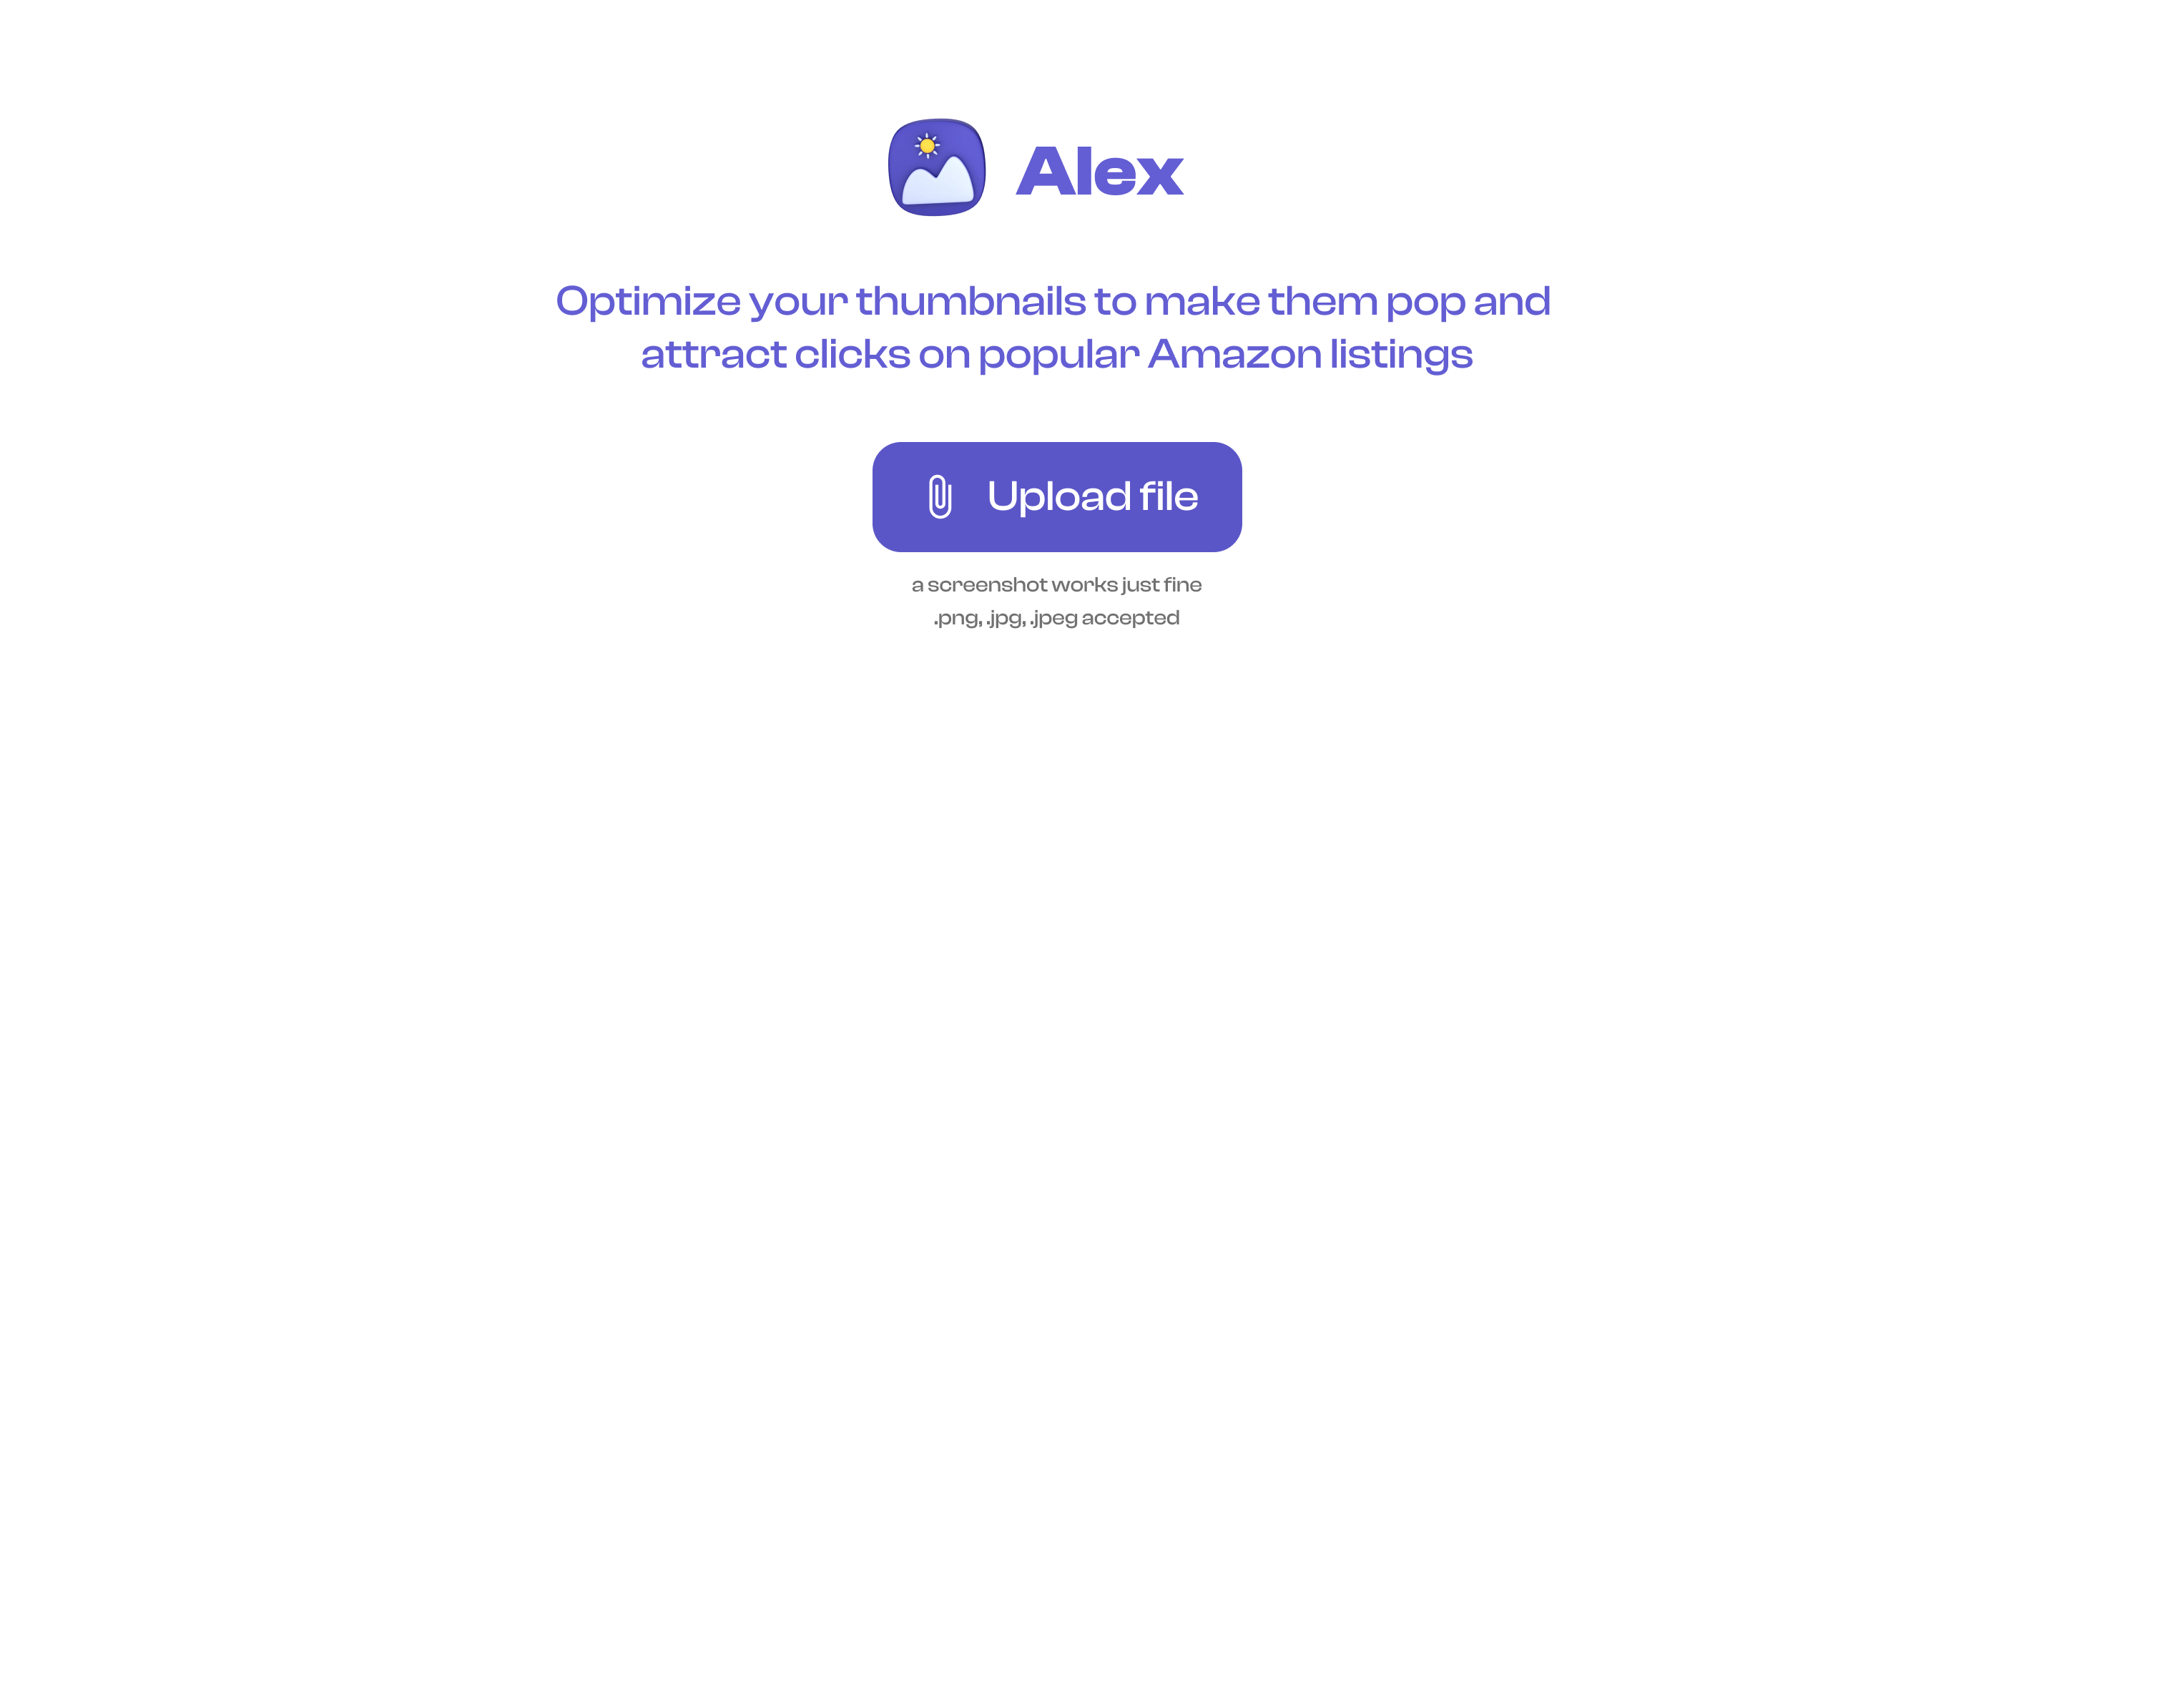 Alex
Optimize your thumbnails to make them pop and
attract clicks on popular Amazon listings
Upload file
a screenshot works just fine
.png, .jpg, .jpeg accepted